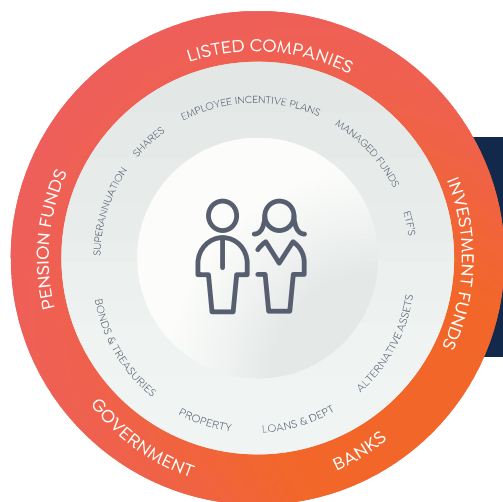 LISTED COMPANIES
INVESTMENT FUNDS
BANKS
GOVERNMENT
PENSION FUNDS
EMPLOYEE INCENTIVE PLANS
MANAGED FUNDS
ETF'S
ALTERNATIVE ASSETS
LOANS & DEPT
PROPERTY
BONDS & TREASURIES
SUPERANNUATION
SHARES